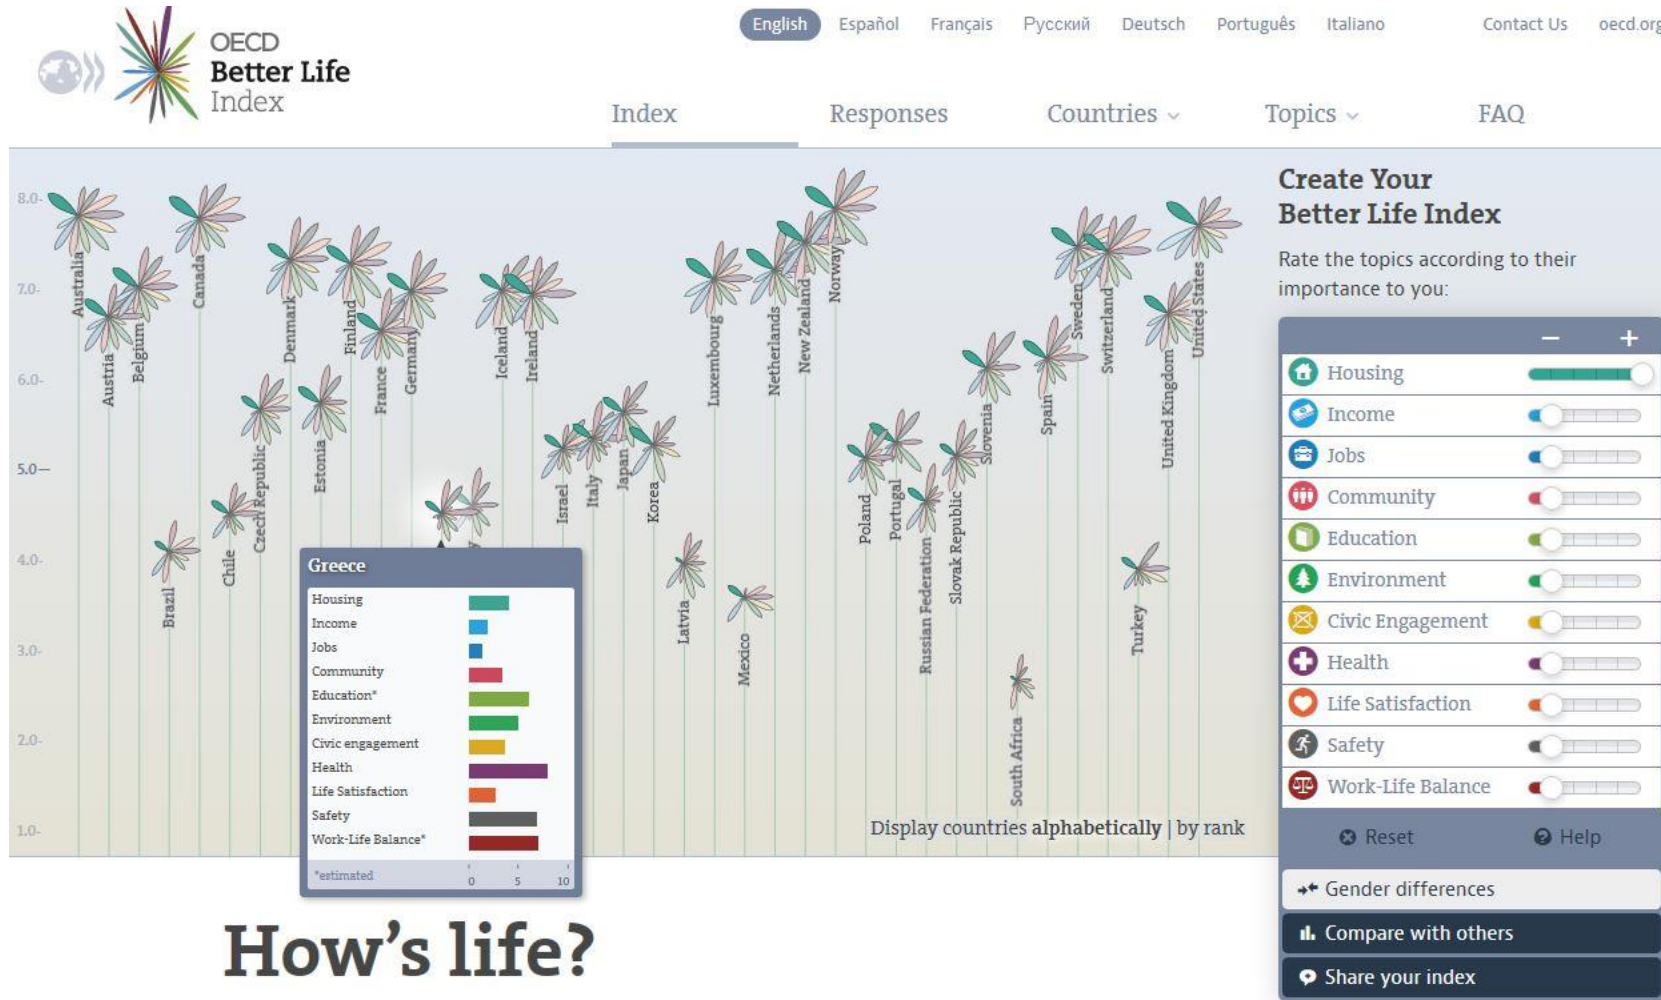 English Español Français Русский Deutsch Português Italiano Contact Us oecd.org
OECD
Better Life
Index
Index Responses Countries Topics FAQ
8.0
7.0
6.0
5.0
4.0
3.0
2.0
1.0
Australia
Austria
Belgium
Brazil
Canada
Chile
Czech Republic
Denmark
Estonia
Finland
France
Germany
Iceland
Ireland
Israel
Italy
Japan
Korea
Latvia
Luxembourg
Mexico
Netherlands
New Zealand
Norway
Poland
Portugal
Russian Federation
Slovak Republic
Slovenia
South Africa
Spain
Sweden
Switzerland
Turkey
United Kingdom
United States
Greece
Housing
Income
Jobs
Community
Education*
Environment
Civic engagement
Health
Life Satisfaction
Safety
Work-Life Balance*
*estimated 0 5 10
Display countries alphabetically | by rank
Create Your
Better Life Index
Rate the topics according to their
importance to you:
− +
Housing
Income
Jobs
Community
Education
Environment
Civic Engagement
Health
Life Satisfaction
Safety
Work-Life Balance
Reset Help
Gender differences
Compare with others
Share your index
How's life?